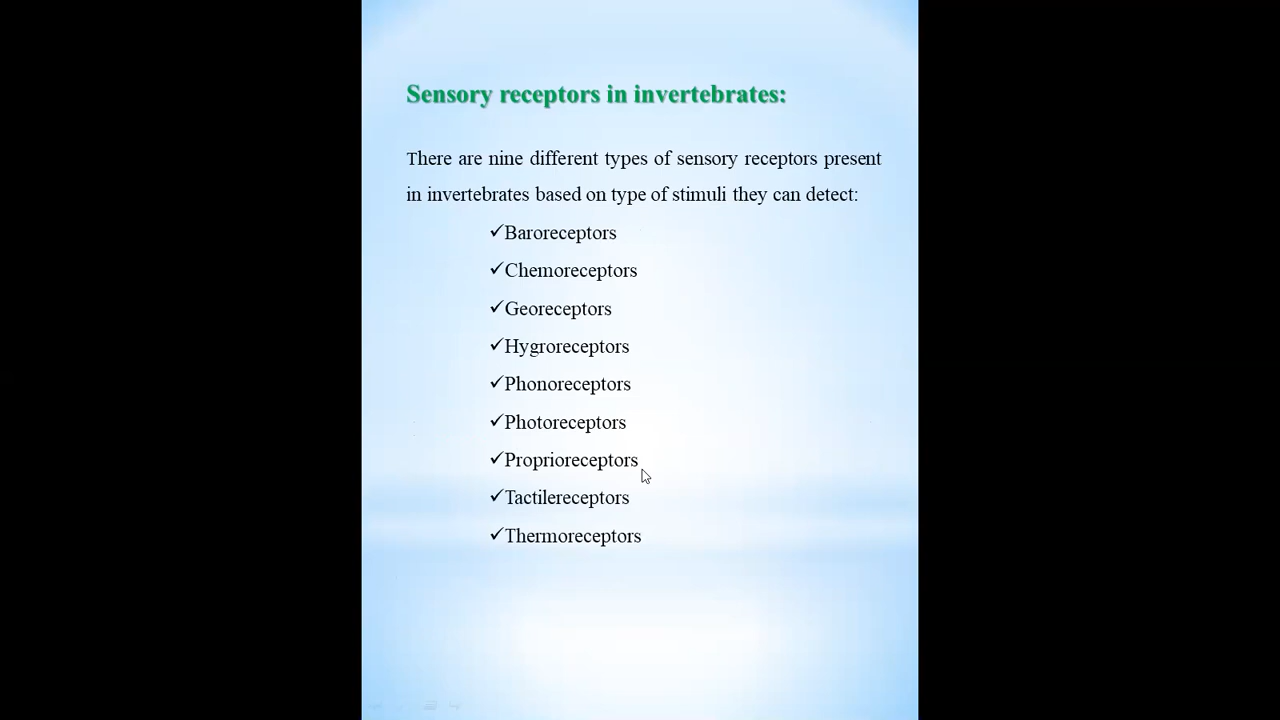 Sensory receptors in invertebrates:
There are nine different types of sensory receptors present
in invertebrates based on type of stimuli they can detect:
✓Baroreceptors
✓Chemoreceptors
✓Georeceptors
✓Hygroreceptors
✓Phonoreceptors
✓Photoreceptors
✓Proprioreceptors
✓Tactilereceptors
✓Thermoreceptors